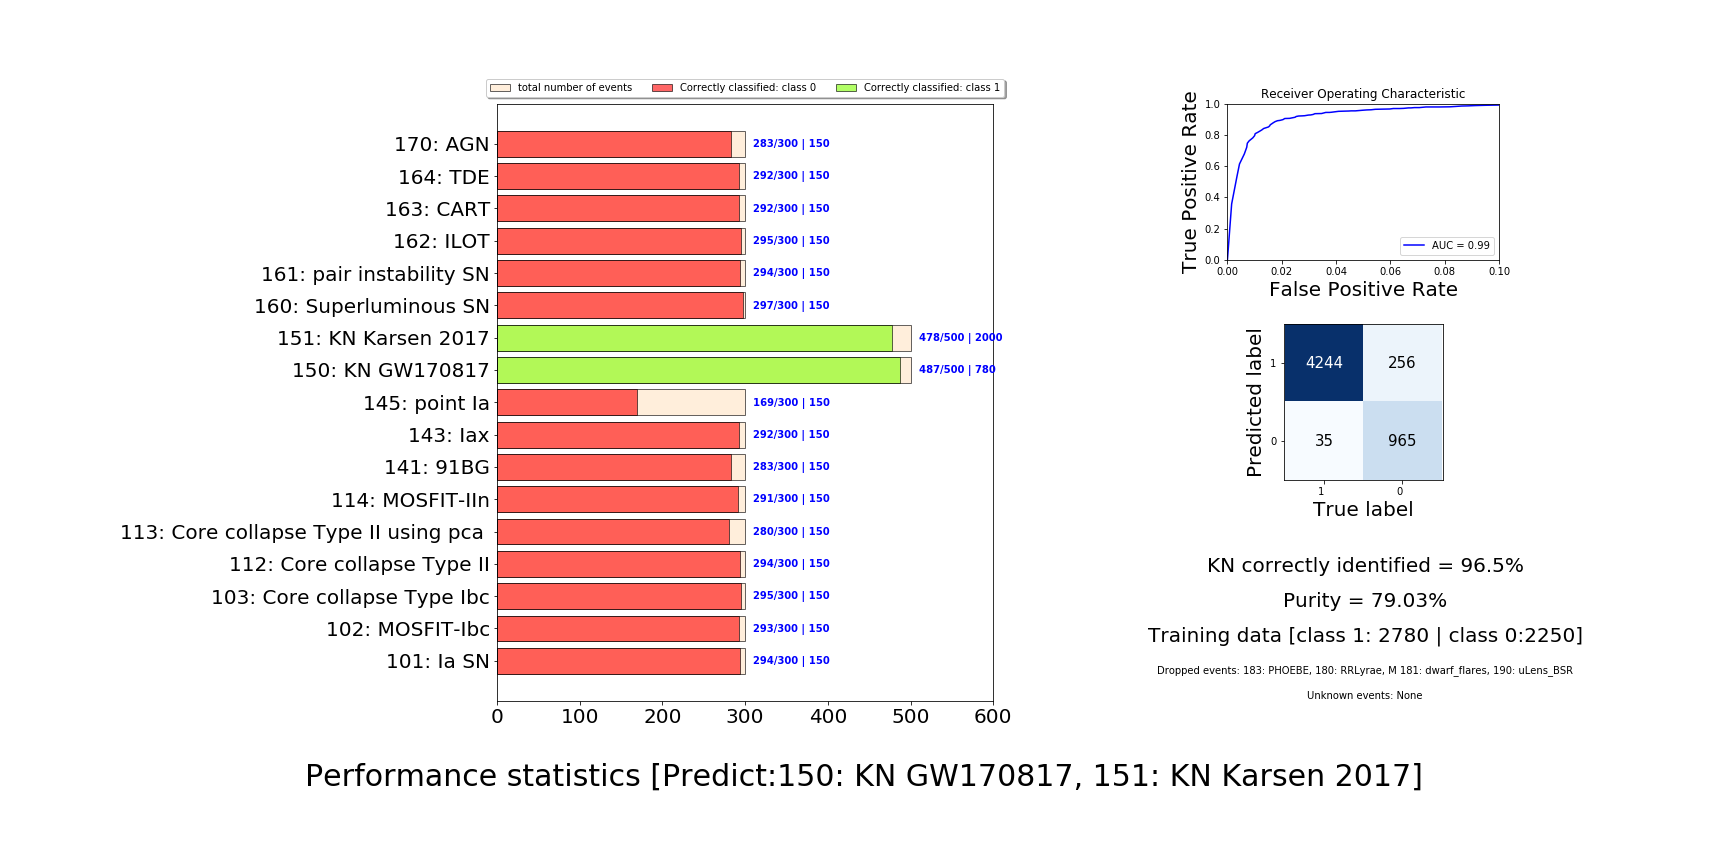 total number of events
Correctly classified: class 0
Correctly classified: class 1
170: AGN
283/300 | 150
164: TDE
292/300 | 150
163: CART
292/300 | 150
162: ILOT
295/300 | 150
161: pair instability SN
294/300 | 150
160: Superluminous SN
297/300 | 150
151: KN Karsen 2017
478/500 | 2000
150: KN GW170817
487/500 | 780
145: point Ia
169/300 | 150
143: Iax
292/300 | 150
141: 91BG
283/300 | 150
114: MOSFIT-IIn
291/300 | 150
113: Core collapse Type II using pca
280/300 | 150
112: Core collapse Type II
294/300 | 150
103: Core collapse Type Ibc
295/300 | 150
102: MOSFIT-Ibc
293/300 | 150
101: Ia SN
294/300 | 150
0 100 200 300 400 500 600
Receiver Operating Characteristic
True Positive Rate
1.0
0.8
0.6
0.4
0.2
0.0
AUC = 0.99
0.00 0.02 0.04 0.06 0.08 0.10
False Positive Rate
Predicted label
1
4244 256
0
35 965
1 0
True label
KN correctly identified = 96.5%
Purity = 79.03%
Training data [class 1: 2780 | class 0:2250]
Dropped events: 183: PHOEBE, 180: RRLyrae, M 181: dwarf_flares, 190: uLens_BSR
Unknown events: None
Performance statistics [Predict:150: KN GW170817, 151: KN Karsen 2017]